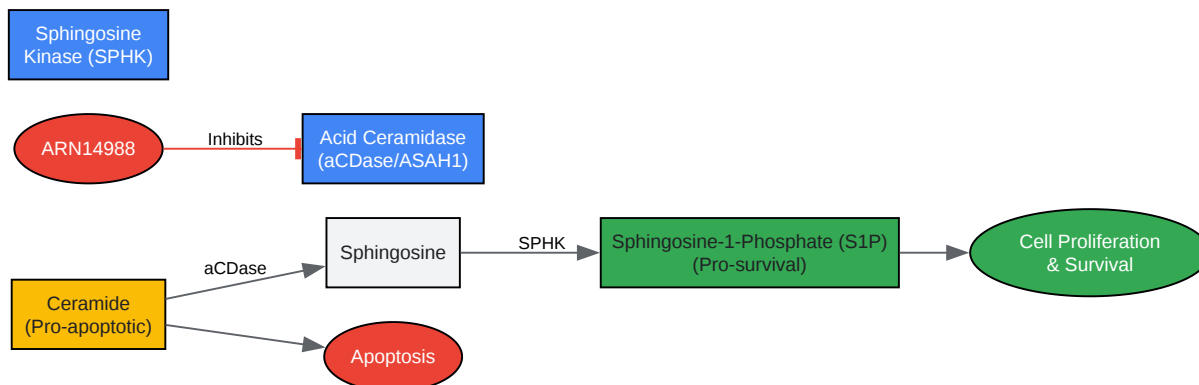 Sphingosine
Kinase (SPHK)
ARN14988
Inhibits
Acid Ceramidase
(aCDase/ASAH1)
Ceramide
(Pro-apoptotic)
aCDase
Sphingosine
SPHK
Sphingosine-1-Phosphate (S1P)
(Pro-survival)
Cell Proliferation
& Survival
Apoptosis